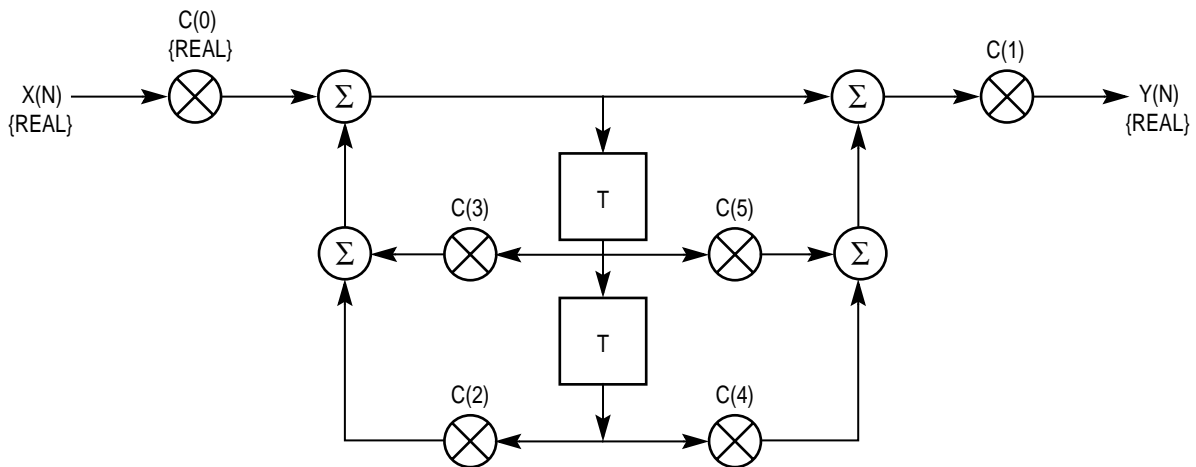 C(0)
{REAL}
C(1)
X(N)
{REAL}
Σ
Σ
Y(N)
{REAL}
T
C(3)
C(5)
Σ
Σ
T
C(2)
C(4)